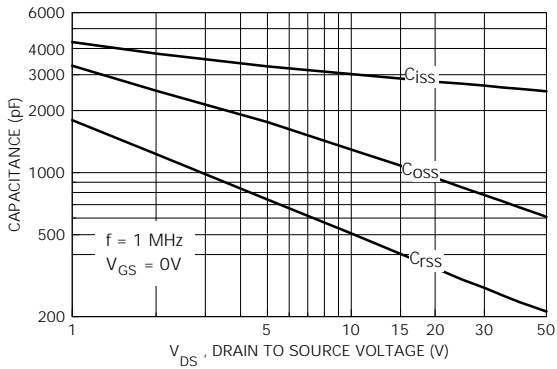 6000
4000
3000
2000
1000
500
200
CAPACITANCE (pF)
Ciss
Coss
Crss
f = 1 MHz
VGS = 0V
1 2 5 10 15 20 30 50
VDS , DRAIN TO SOURCE VOLTAGE (V)